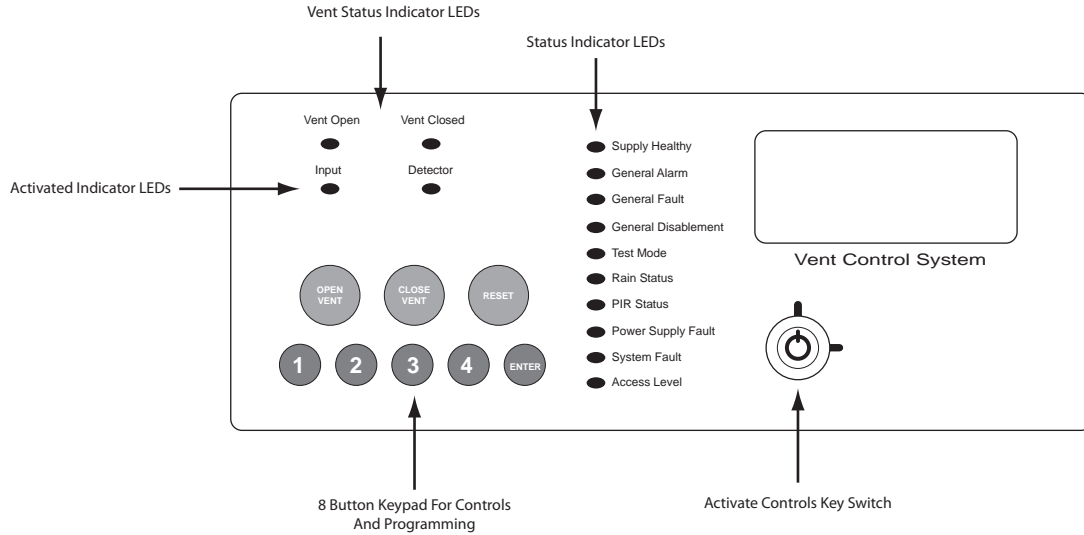 Vent Status Indicator LEDs
Status Indicator LEDs
Vent Open
Vent Closed
Input
Detector
Activated Indicator LEDs
Supply Healthy
General Alarm
General Fault
General Disablement
Test Mode
Rain Status
PIR Status
Power Supply Fault
System Fault
Access Level
Vent Control System
OPEN
VENT
CLOSE
VENT
RESET
1
2
3
4
ENTER
8 Button Keypad For Controls
And Programming
Activate Controls Key Switch